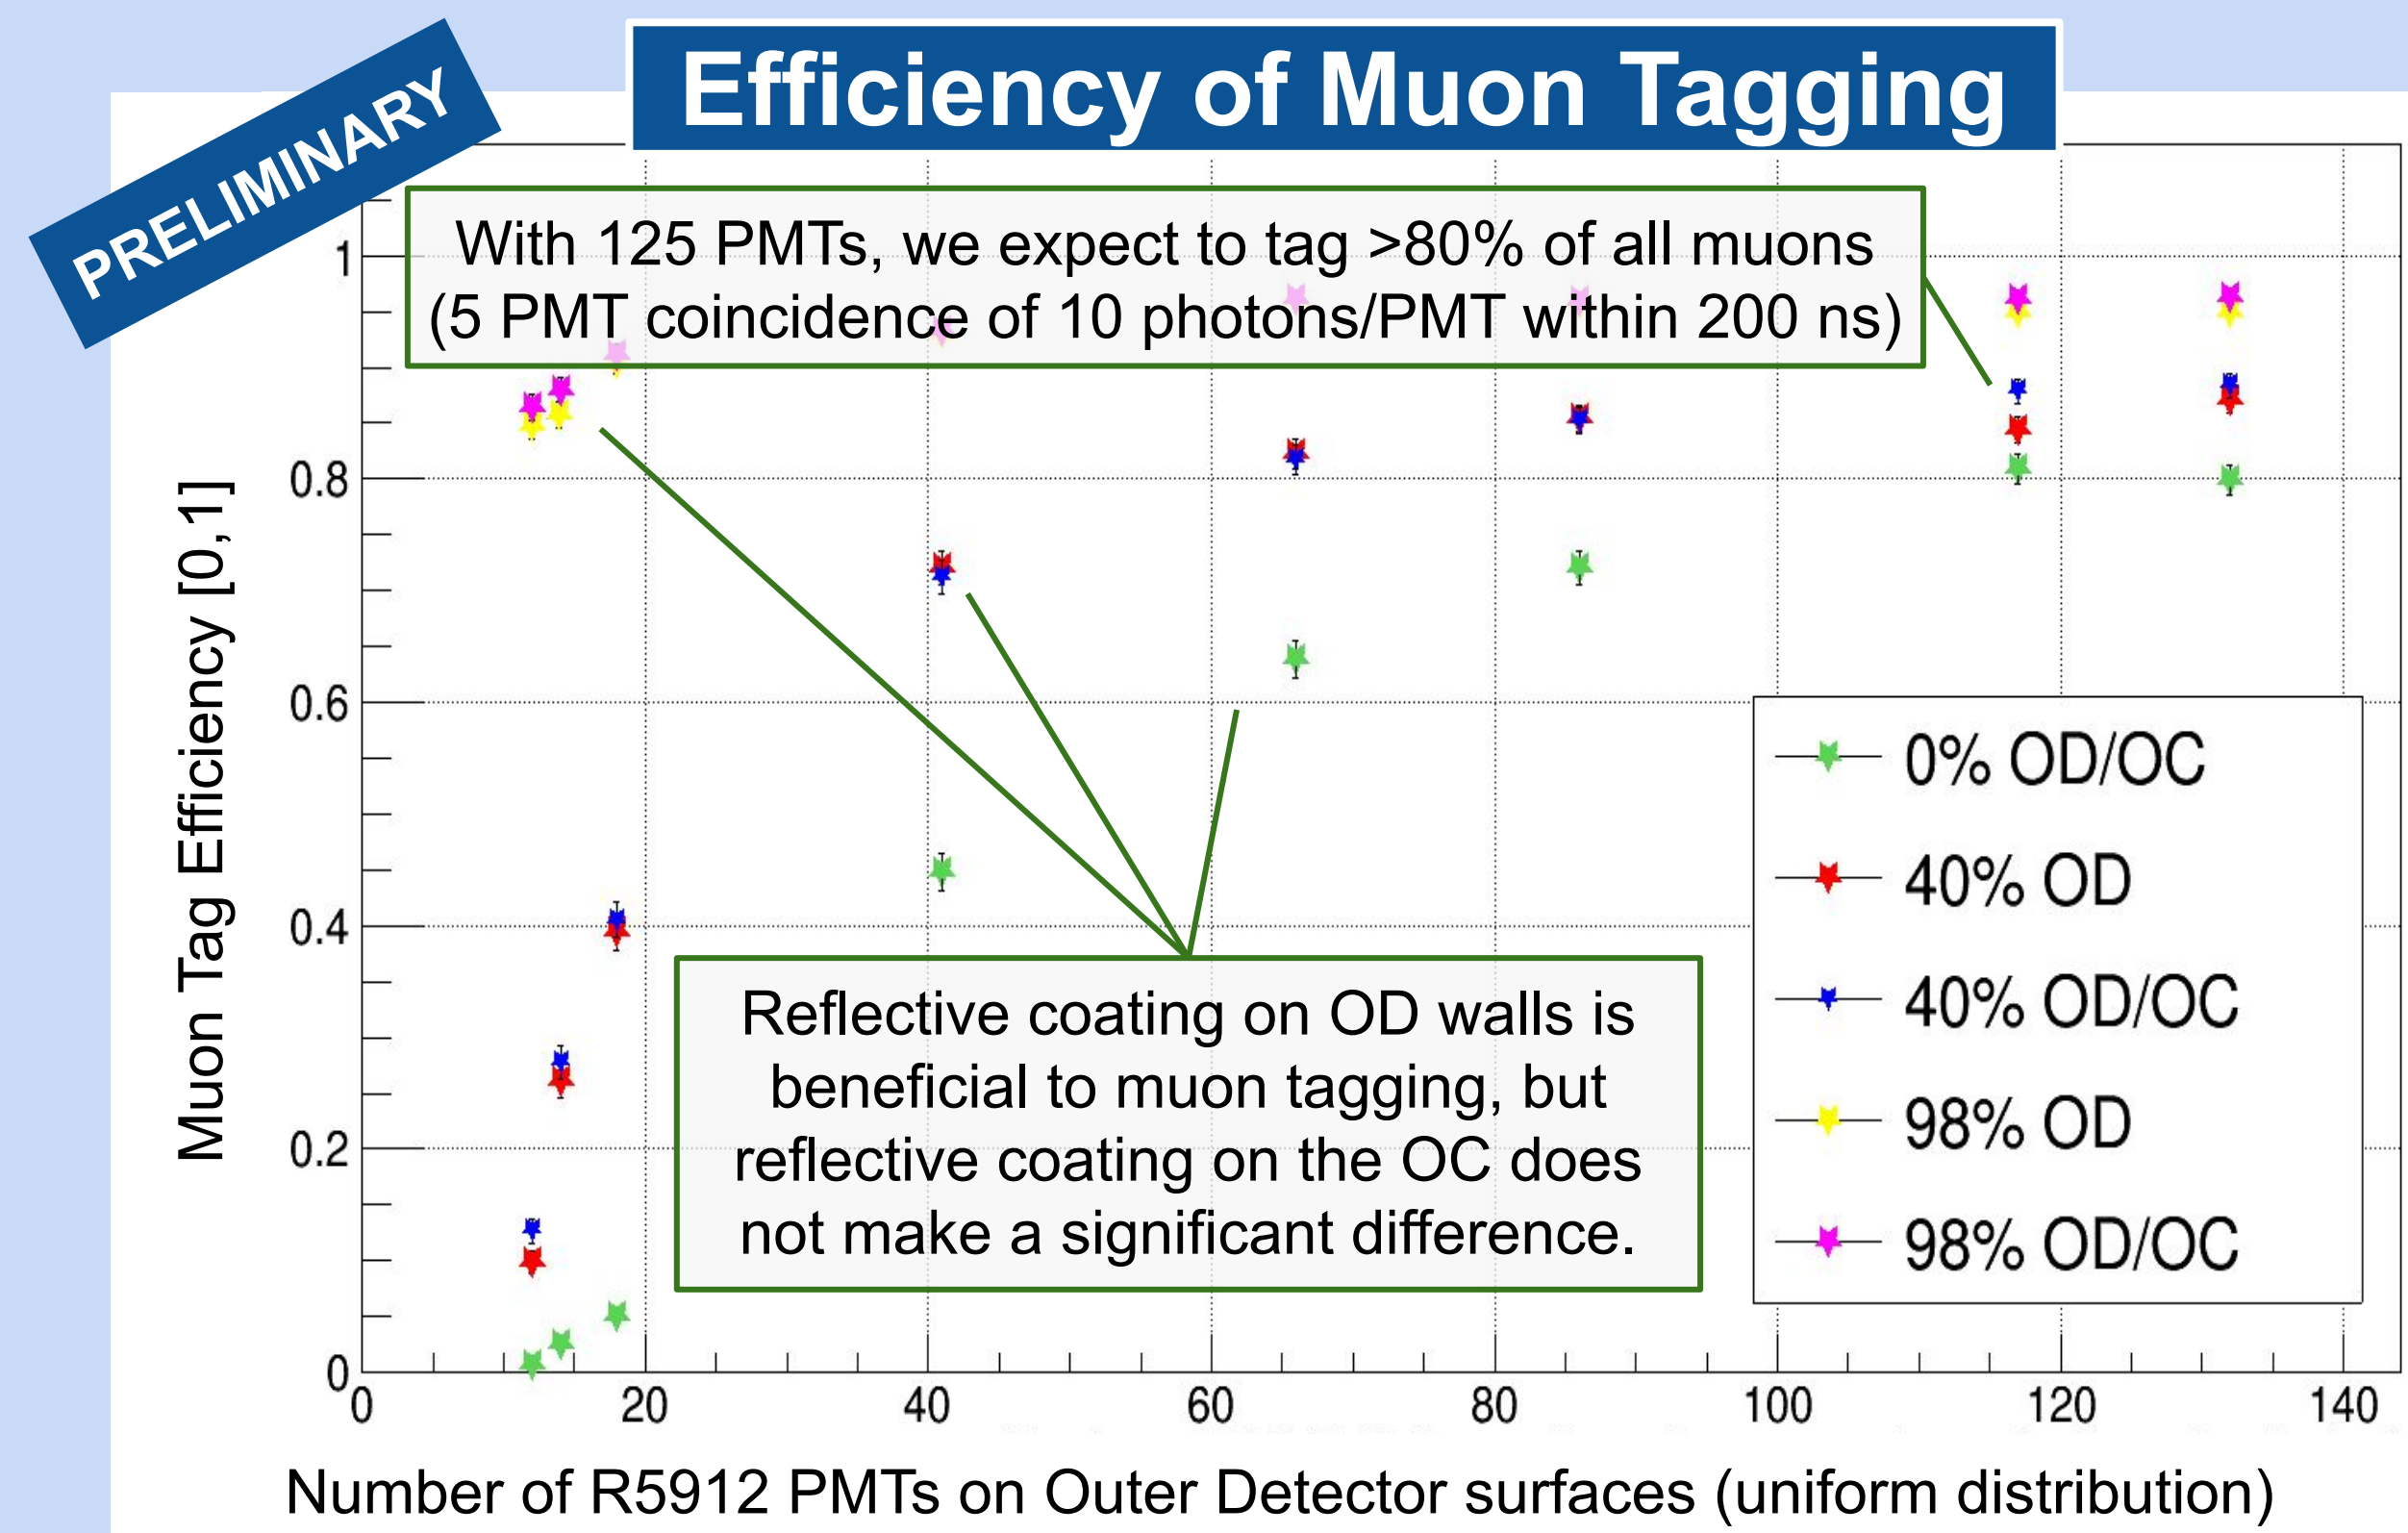 PRELIMINARY
Efficiency of Muon Tagging
With 125 PMTs, we expect to tag >80% of all muons
(5 PMT coincidence of 10 photons/PMT within 200 ns)
Muon Tag Efficiency [0,1]
1
0.8
0.6
0.4
0.2
0
0% OD/OC
40% OD
40% OD/OC
98% OD
98% OD/OC
Reflective coating on OD walls is
beneficial to muon tagging, but
reflective coating on the OC does
not make a significant difference.
0 20 40 60 80 100 120 140
Number of R5912 PMTs on Outer Detector surfaces (uniform distribution)